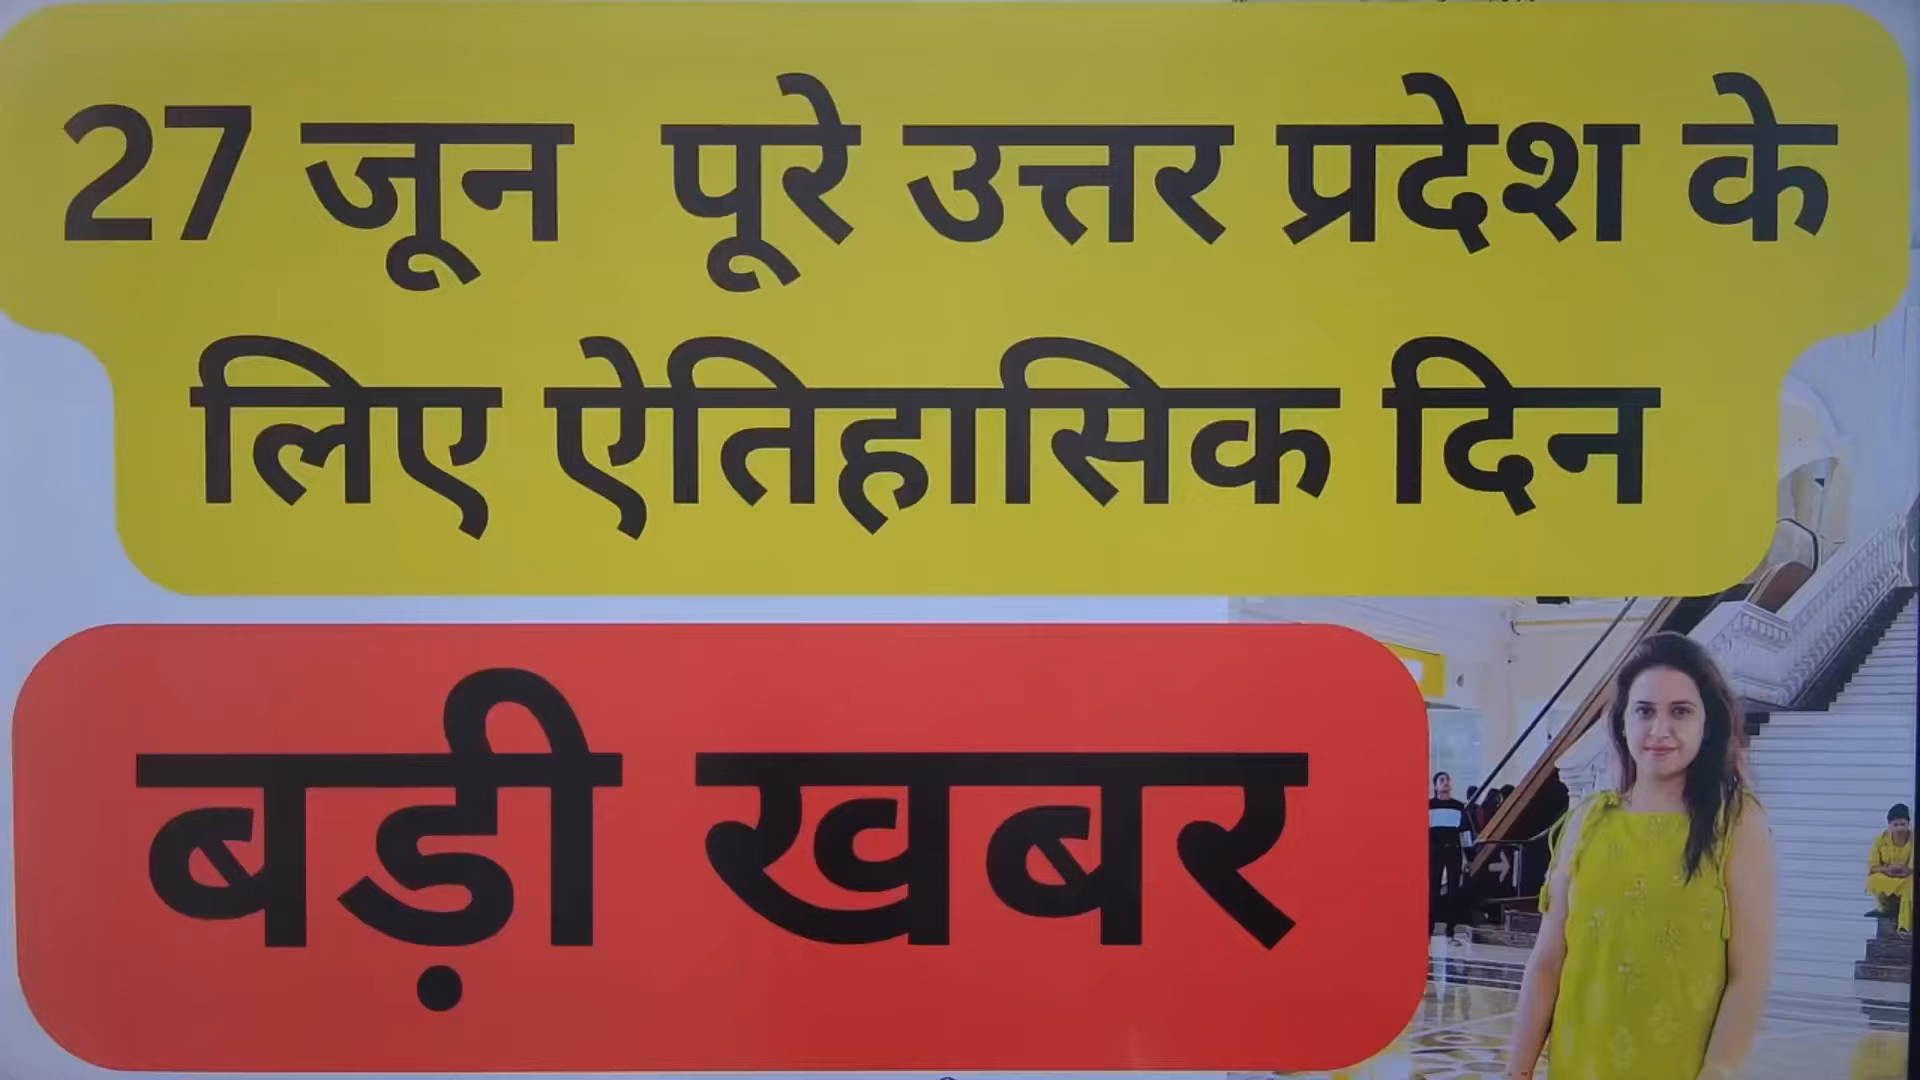 27 जून पूरे उत्तर प्रदेश के
लिए ऐतिहासिक दिन
बड़ी खबर